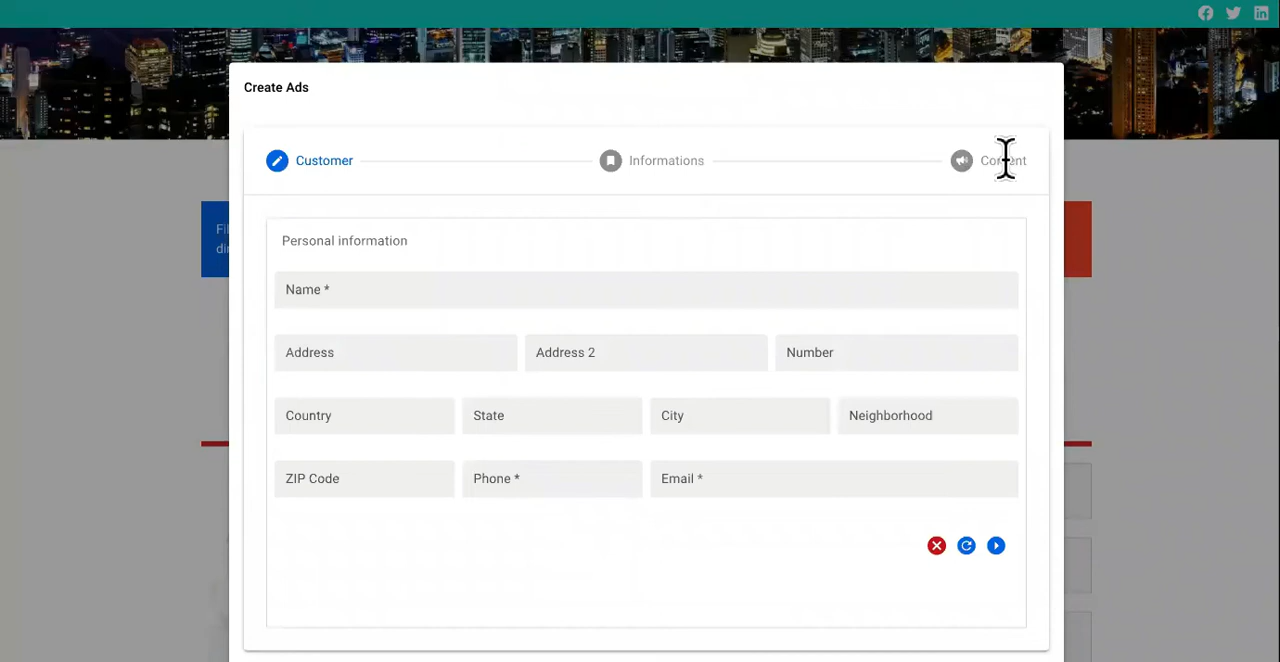 Create Ads
Customer
Informations
Personal information
Name *
Address
Address 2
Number
Country
State
City
Neighborhood
ZIP Code
Phone *
Email *